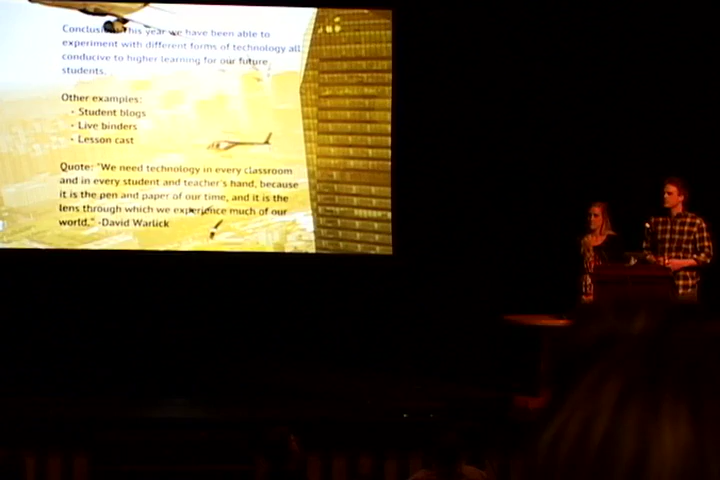 Conclusion: This year we have been able to
experiment with different forms of technology all
conducive to higher learning for our future
students.
Other examples:
- Student blogs
- Live binders
- Lesson cast
Quote: "We need technology in every classroom
and in every student and teacher's hand, because
it is the pen and paper of our time, and it is the
lens through which we experience much of our
world." -David Warlick